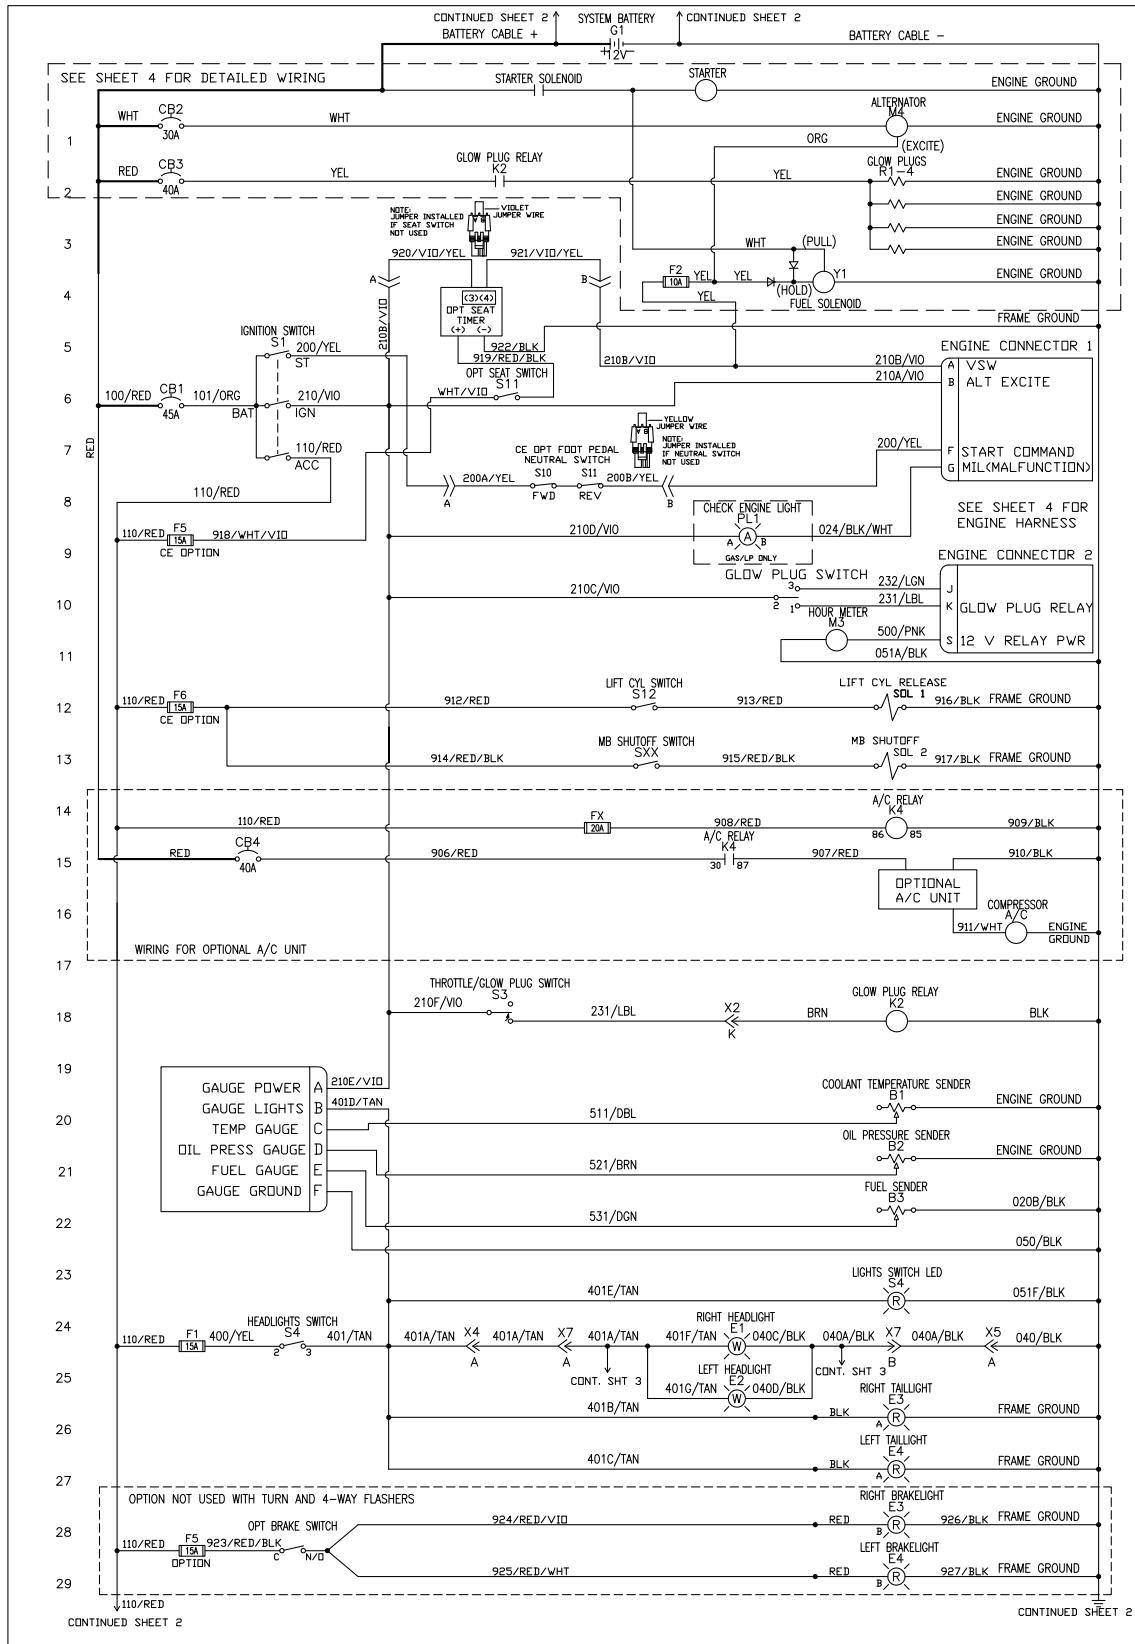 CONTINUED SHEET 2
SYSTEM BATTERY
CONTINUED SHEET 2
BATTERY CABLE +
G1
BATTERY CABLE -
+
12V-
SEE SHEET 4 FOR DETAILED WIRING
STARTER SOLENOID
STARTER
ENGINE GROUND
WHT
CB2
30A
WHT
ALTERNATOR
M4
ENGINE GROUND
1
ORG
(EXCITE)
RED
CB3
40A
YEL
GLOW PLUG RELAY
K2
YEL
GLOW PLUGS
R1-4
ENGINE GROUND
2
ENGINE GROUND
NOTE:
JUMPER INSTALLED
IF SEAT SWITCH
NOT USED
VIOLET
JUMPER WIRE
ENGINE GROUND
3
920/VIO/YEL
921/VIO/YEL
WHT
(PULL)
ENGINE GROUND
A
B
F2
10A
YEL
YEL
(HOLD)
Y1
ENGINE GROUND
4
(3)(4)
OPT SEAT
TIMER
(+) (-)
YEL
FUEL SOLENOID
210B/VIO
FRAME GROUND
5
IGNITION SWITCH
S1
200/YEL
ST
922/BLK
919/RED/BLK
210B/VIO
210B/VIO
ENGINE CONNECTOR 1
A VSW
OPT SEAT SWITCH
S11
210A/VIO
B ALT EXCITE
6
100/RED
CB1
45A
101/ORG
BAT
210/VIO
IGN
WHT/VIO
YELLOW
JUMPER WIRE
NOTE:
JUMPER INSTALLED
IF NEUTRAL SWITCH
NOT USED
7
RED
110/RED
ACC
CE OPT FOOT PEDAL
NEUTRAL SWITCH
200/YEL
F START COMMAND
G MIL(MALFUNCTION)
A
200A/YEL
S10
FWD
S11
REV
200B/YEL
B
8
110/RED
CHECK ENGINE LIGHT
PL1
SEE SHEET 4 FOR
ENGINE HARNESS
110/RED
F5
15A
CE OPTION
918/WHT/VIO
210D/VIO
A
A
B
GAS/LP ONLY
024/BLK/WHT
9
ENGINE CONNECTOR 2
GLOW PLUG SWITCH
210C/VIO
3
2
1
232/LGN
J
10
231/LBL
K GLOW PLUG RELAY
HOUR METER
M3
500/PNK
S 12 V RELAY PWR
11
051A/BLK
110/RED
F6
15A
CE OPTION
912/RED
LIFT CYL SWITCH
S12
913/RED
LIFT CYL RELEASE
SOL 1
916/BLK
FRAME GROUND
12
914/RED/BLK
MB SHUTOFF SWITCH
SXX
915/RED/BLK
MB SHUTOFF
SOL 2
917/BLK
FRAME GROUND
13
14
110/RED
FX
20A
908/RED
A/C RELAY
K4
86
85
909/BLK
15
RED
CB4
40A
906/RED
A/C RELAY
K4
30
87
907/RED
910/BLK
OPTIONAL
A/C UNIT
16
COMPRESSOR
A/C
911/WHT
ENGINE
GROUND
WIRING FOR OPTIONAL A/C UNIT
17
210F/VIO
THROTTLE/GLOW PLUG SWITCH
S3
231/LBL
X2
K
BRN
GLOW PLUG RELAY
K2
BLK
18
19
GAUGE POWER A
210E/VIO
GAUGE LIGHTS B
401D/TAN
COOLANT TEMPERATURE SENDER
B1
ENGINE GROUND
20
TEMP GAUGE C
511/DBL
OIL PRESS GAUGE D
OIL PRESSURE SENDER
B2
ENGINE GROUND
21
FUEL GAUGE E
521/BRN
GAUGE GROUND F
FUEL SENDER
B3
020B/BLK
22
531/DGN
050/BLK
23
401E/TAN
LIGHTS SWITCH LED
S4
R
051F/BLK
24
110/RED
F1
15A
400/YEL
HEADLIGHTS SWITCH
S4
2
3
401/TAN
401A/TAN
X4
A
401A/TAN
X7
A
401A/TAN
401F/TAN
RIGHT HEADLIGHT
E1
W
040C/BLK
040A/BLK
X7
B
040A/BLK
X5
A
040/BLK
25
CONT. SHT 3
LEFT HEADLIGHT
E2
W
401G/TAN
040D/BLK
CONT. SHT 3
401B/TAN
BLK
RIGHT TAILLIGHT
E3
A
R
FRAME GROUND
26
401C/TAN
BLK
LEFT TAILLIGHT
E4
A
R
FRAME GROUND
27
OPTION NOT USED WITH TURN AND 4-WAY FLASHERS
924/RED/VIO
RED
RIGHT BRAKELIGHT
E3
B
R
926/BLK
FRAME GROUND
28
110/RED
F5
15A
OPTION
923/RED/BLK
OPT BRAKE SWITCH
C
N/O
925/RED/WHT
RED
LEFT BRAKELIGHT
E4
B
R
927/BLK
FRAME GROUND
29
110/RED
CONTINUED SHEET 2
CONTINUED SHEET 2